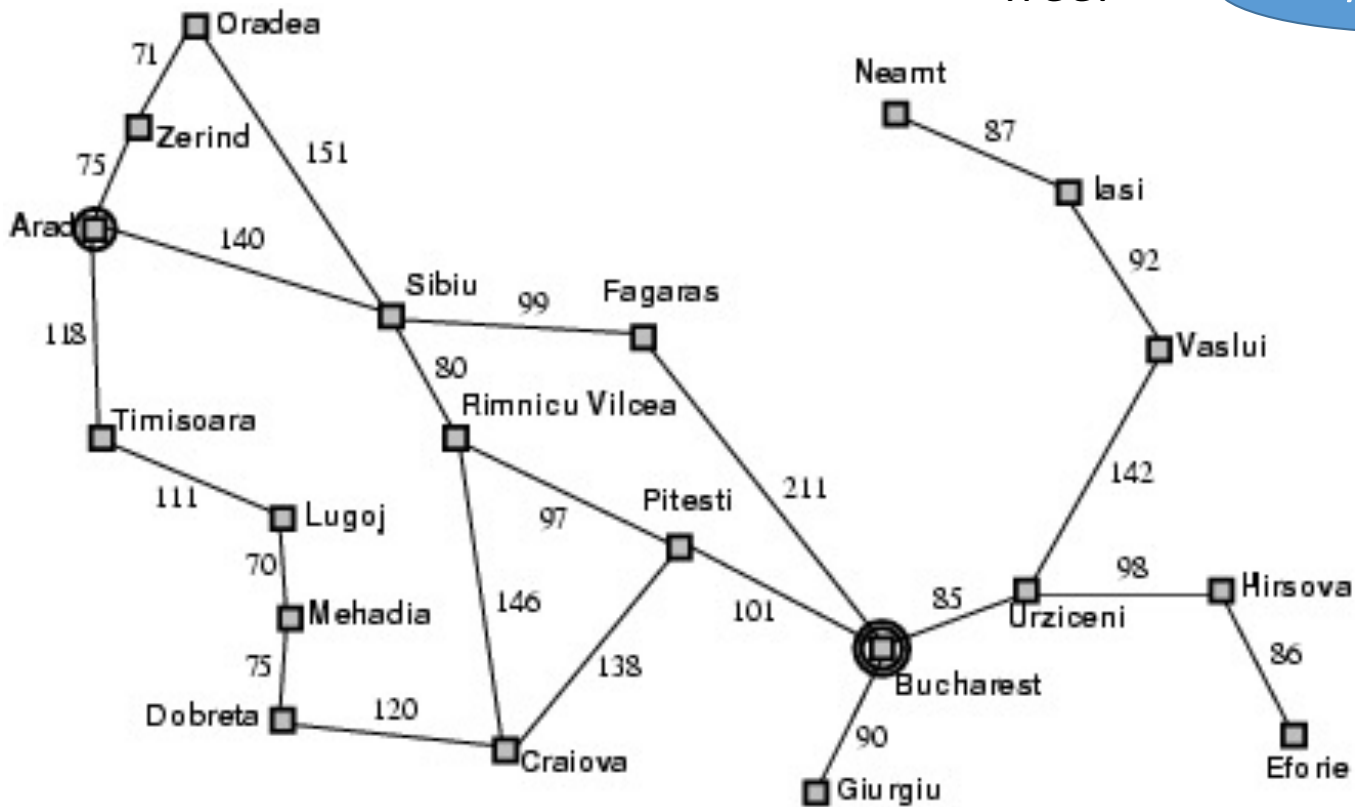 Oradea
71
Neamt
87
Zerind
151
75
Iasi
Arad
140
92
Sibiu
99
Fagaras
118
80
Vaslui
Rimnicu Vilcea
Timisoara
142
111
Pitesti
211
Lugoj
97
70
98
Hirsova
Mehadia
146
101
85
Urziceni
138
86
75
Bucharest
Dobreta
120
90
Craiova
Eforie
Giurgiu